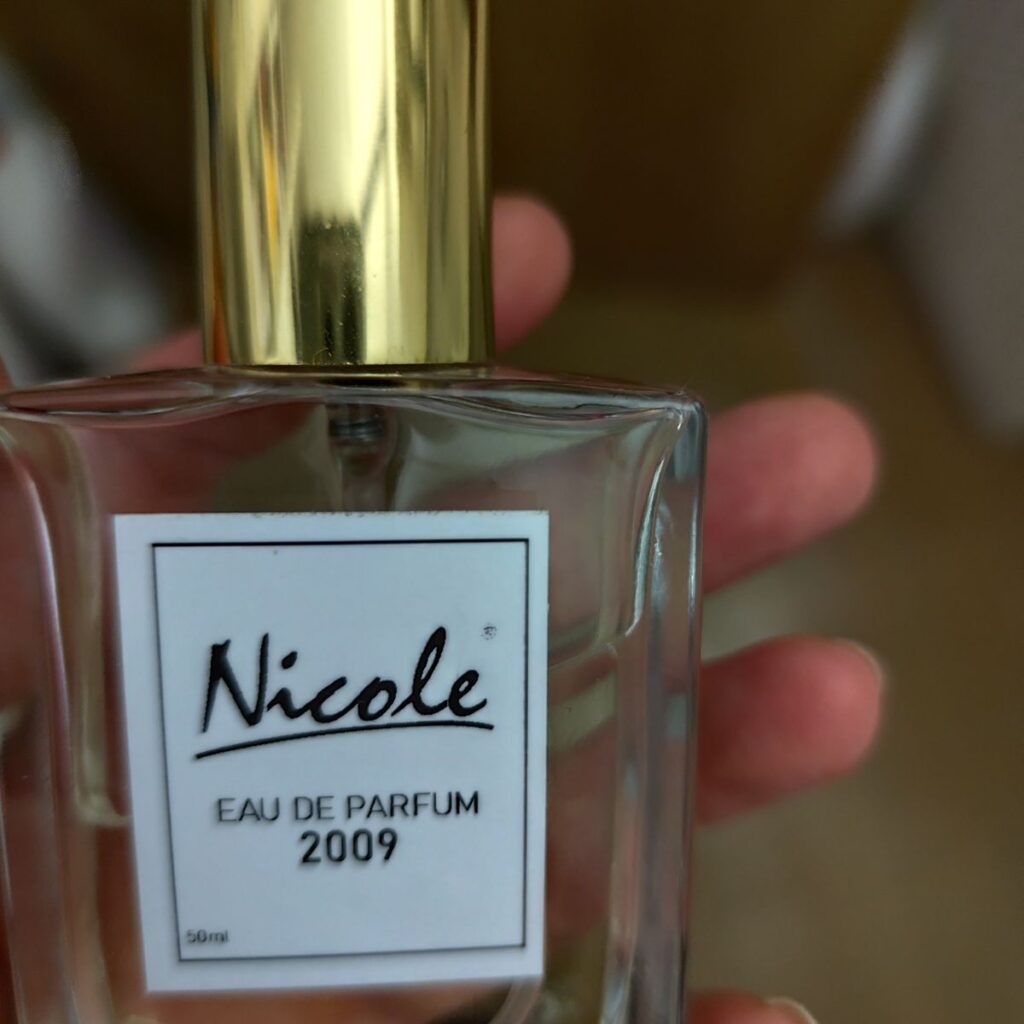 Nicole®
EAU DE PARFUM
2009
50ml